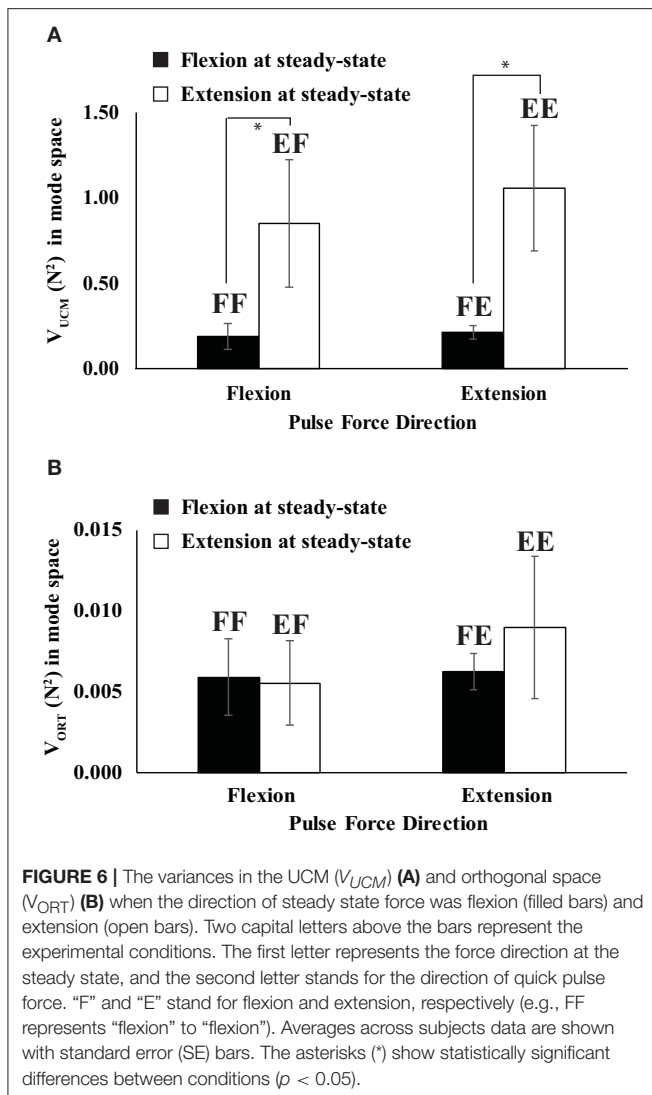 A
Flexion at steady-state
Extension at steady-state
*
*
EF
EE
FF
FE
1.50
1.00
0.50
0.00
V_UCM (N²) in mode space
Flexion
Extension
Pulse Force Direction
B
Flexion at steady-state
Extension at steady-state
0.015
0.010
0.005
0.000
V_ORT (N²) in mode space
FF
EF
FE
EE
Flexion
Extension
Pulse Force Direction
FIGURE 6 | The variances in the UCM (V_UCM) (A) and orthogonal space
(V_ORT) (B) when the direction of steady state force was flexion (filled bars) and
extension (open bars). Two capital letters above the bars represent the
experimental conditions. The first letter represents the force direction at the
steady state, and the second letter stands for the direction of quick pulse
force. “F” and “E” stand for flexion and extension, respectively (e.g., FF
represents “flexion” to “flexion”). Averages across subjects data are shown
with standard error (SE) bars. The asterisks (*) show statistically significant
differences between conditions (p < 0.05).